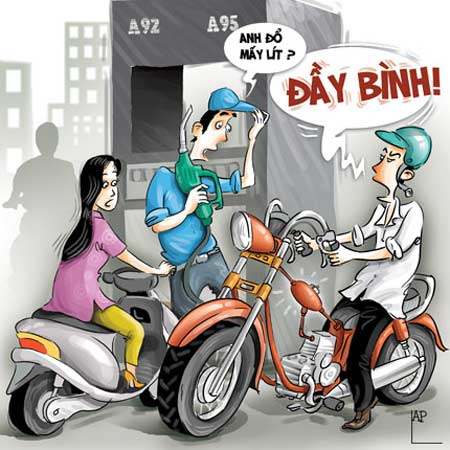 A92 A95
ANH ĐỔ
MẤY LÍT ?
ĐẦY BÌNH!
AP